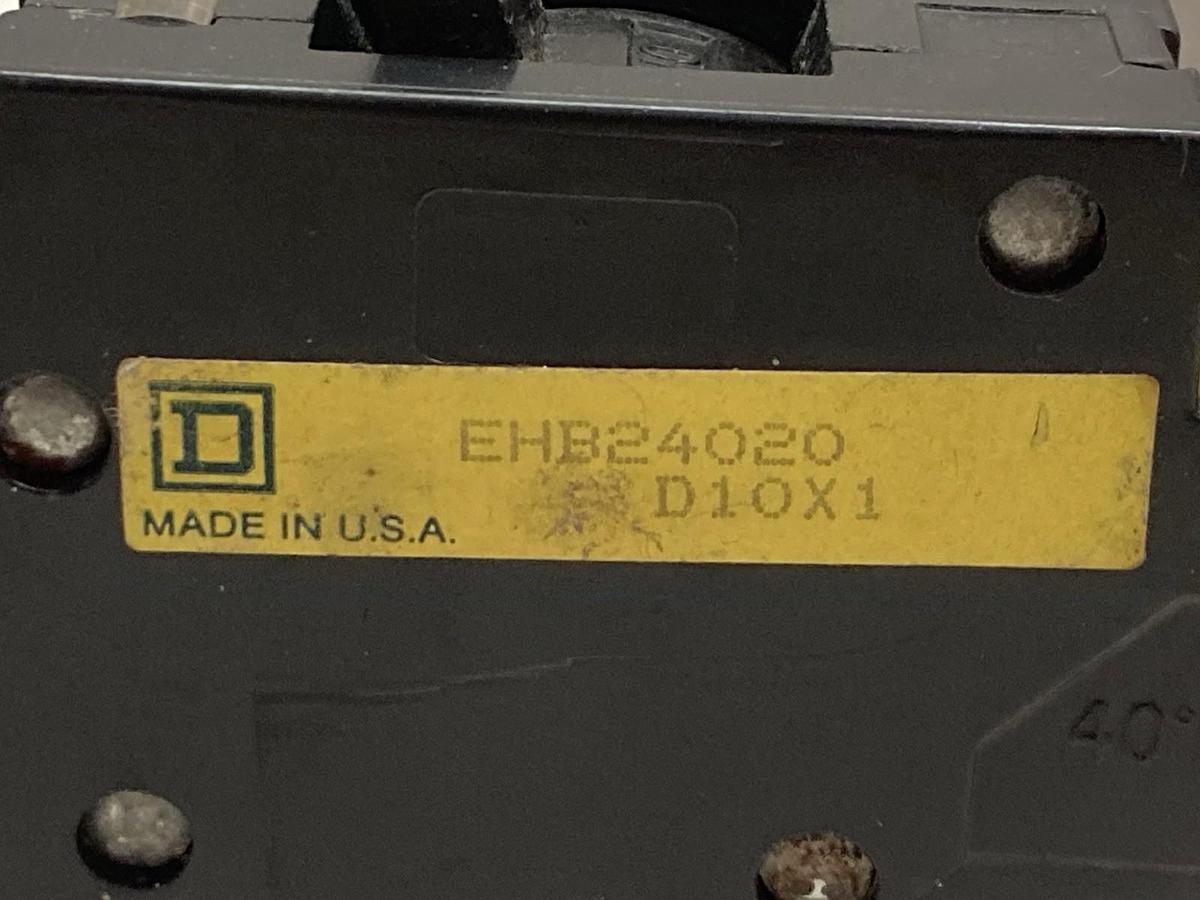 D
EHB24020
D10X1
MADE IN U.S.A.
40°